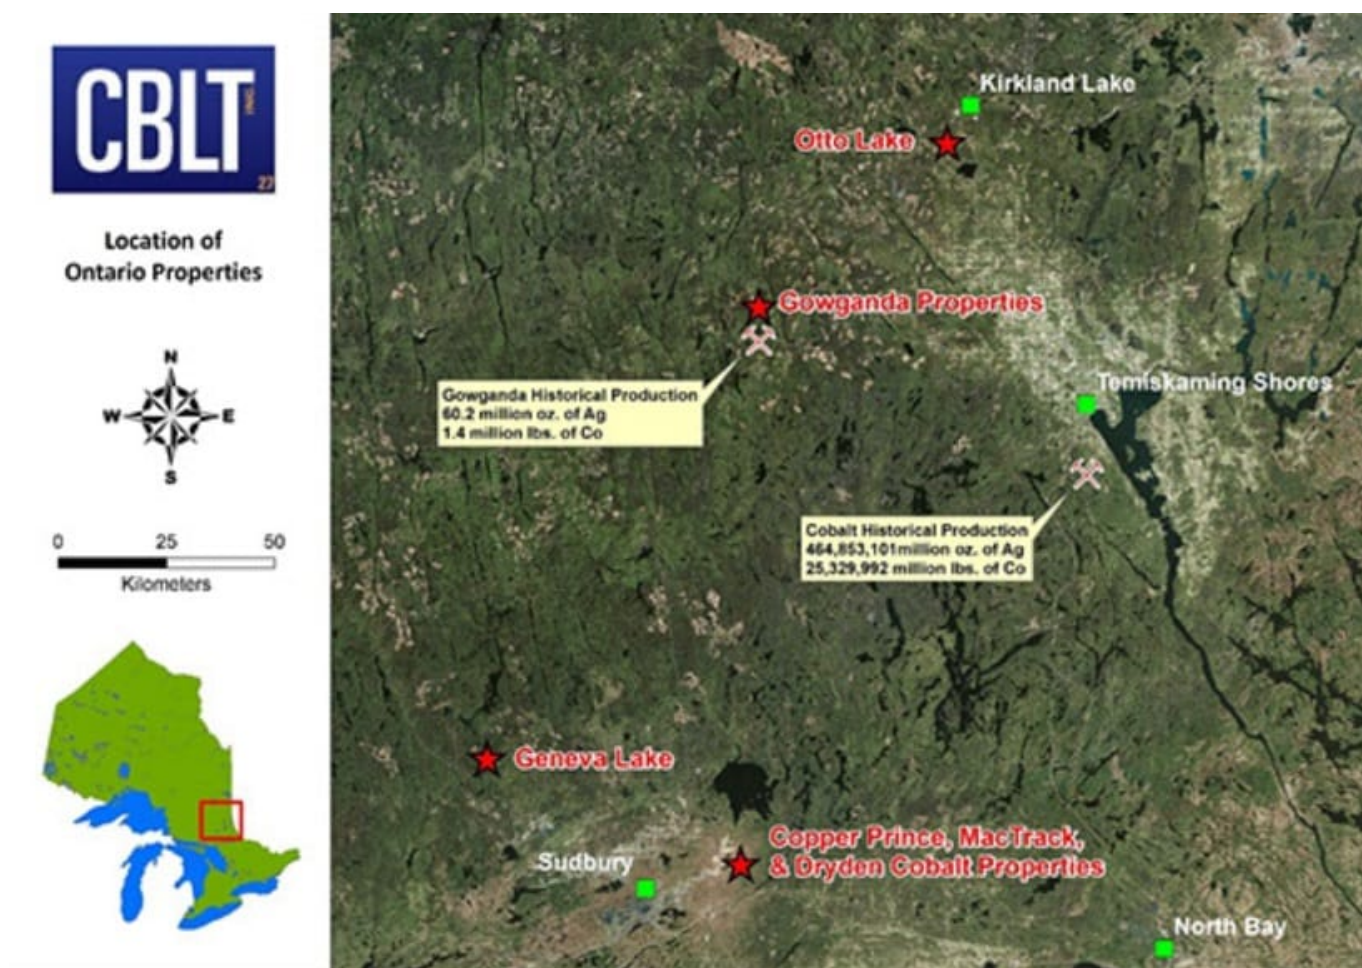 CBLT
INC.
27
Location of
Ontario Properties
N
W E
S
0 25 50
Kilometers
Kirkland Lake
Otto Lake
Gowganda Properties
Temiskaming Shores
Gowganda Historical Production
60.2 million oz. of Ag
1.4 million lbs. of Co
Cobalt Historical Production
464,853,101million oz. of Ag
25,329,992 million lbs. of Co
Geneva Lake
Copper Prince, MacTrack,
& Dryden Cobalt Properties
Sudbury
North Bay